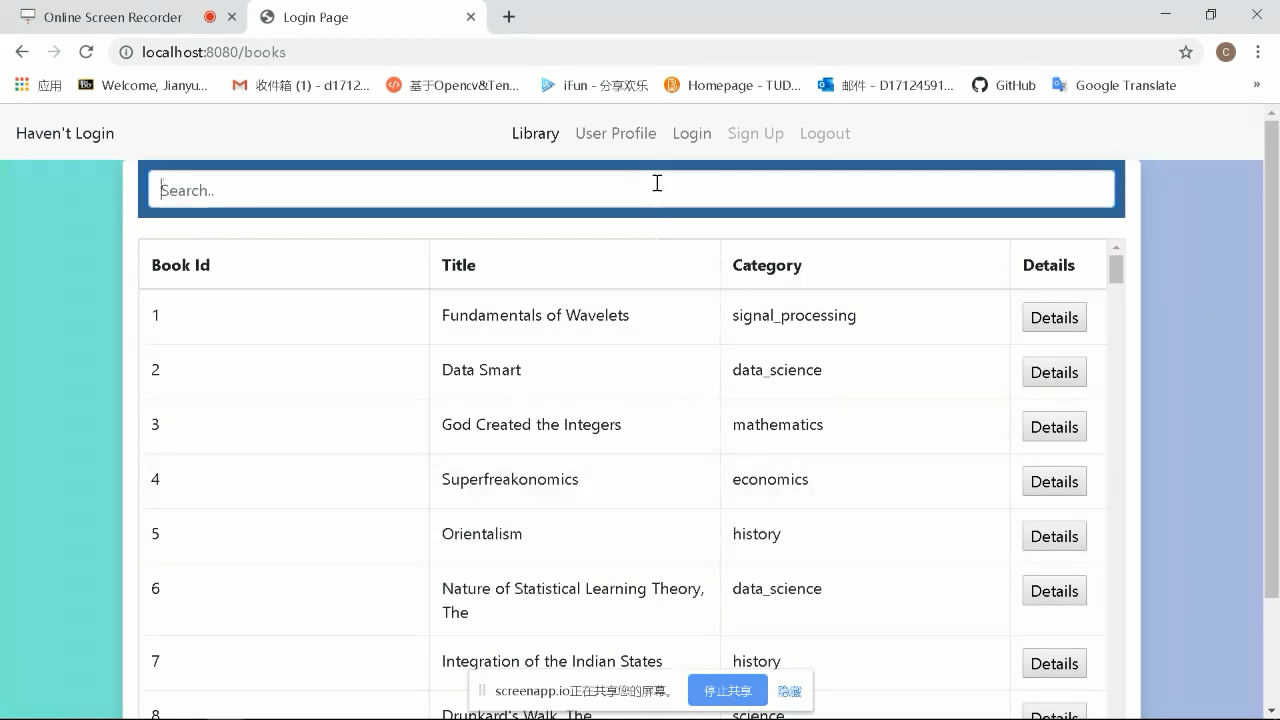 Online Screen Recorder
Login Page
localhost:8080/books
应用
Welcome, Jianyu...
收件箱 (1) - d1712...
基于Opencv&Ten...
iFun - 分享欢乐
Homepage - TUD...
邮件 - D17124591...
GitHub
Google Translate
»
Haven't Login
Library User Profile Login Sign Up Logout
Search..
Book Id Title Category Details
1 Fundamentals of Wavelets signal_processing Details
2 Data Smart data_science Details
3 God Created the Integers mathematics Details
4 Superfreakonomics economics Details
5 Orientalism history Details
6 Nature of Statistical Learning Theory, data_science Details
The
7 Integration of the Indian States history Details
screenapp.io正在共享您的屏幕。 停止共享 隐藏
8 Drunkard's Walk, The science Details